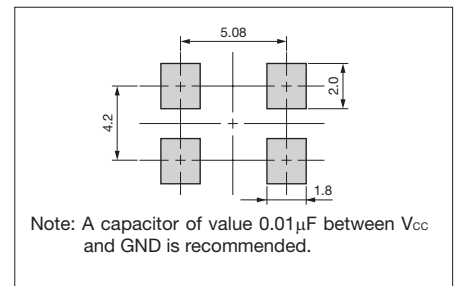 5.08
4.2
2.0
1.8
Note: A capacitor of value 0.01μF between Vcc
and GND is recommended.